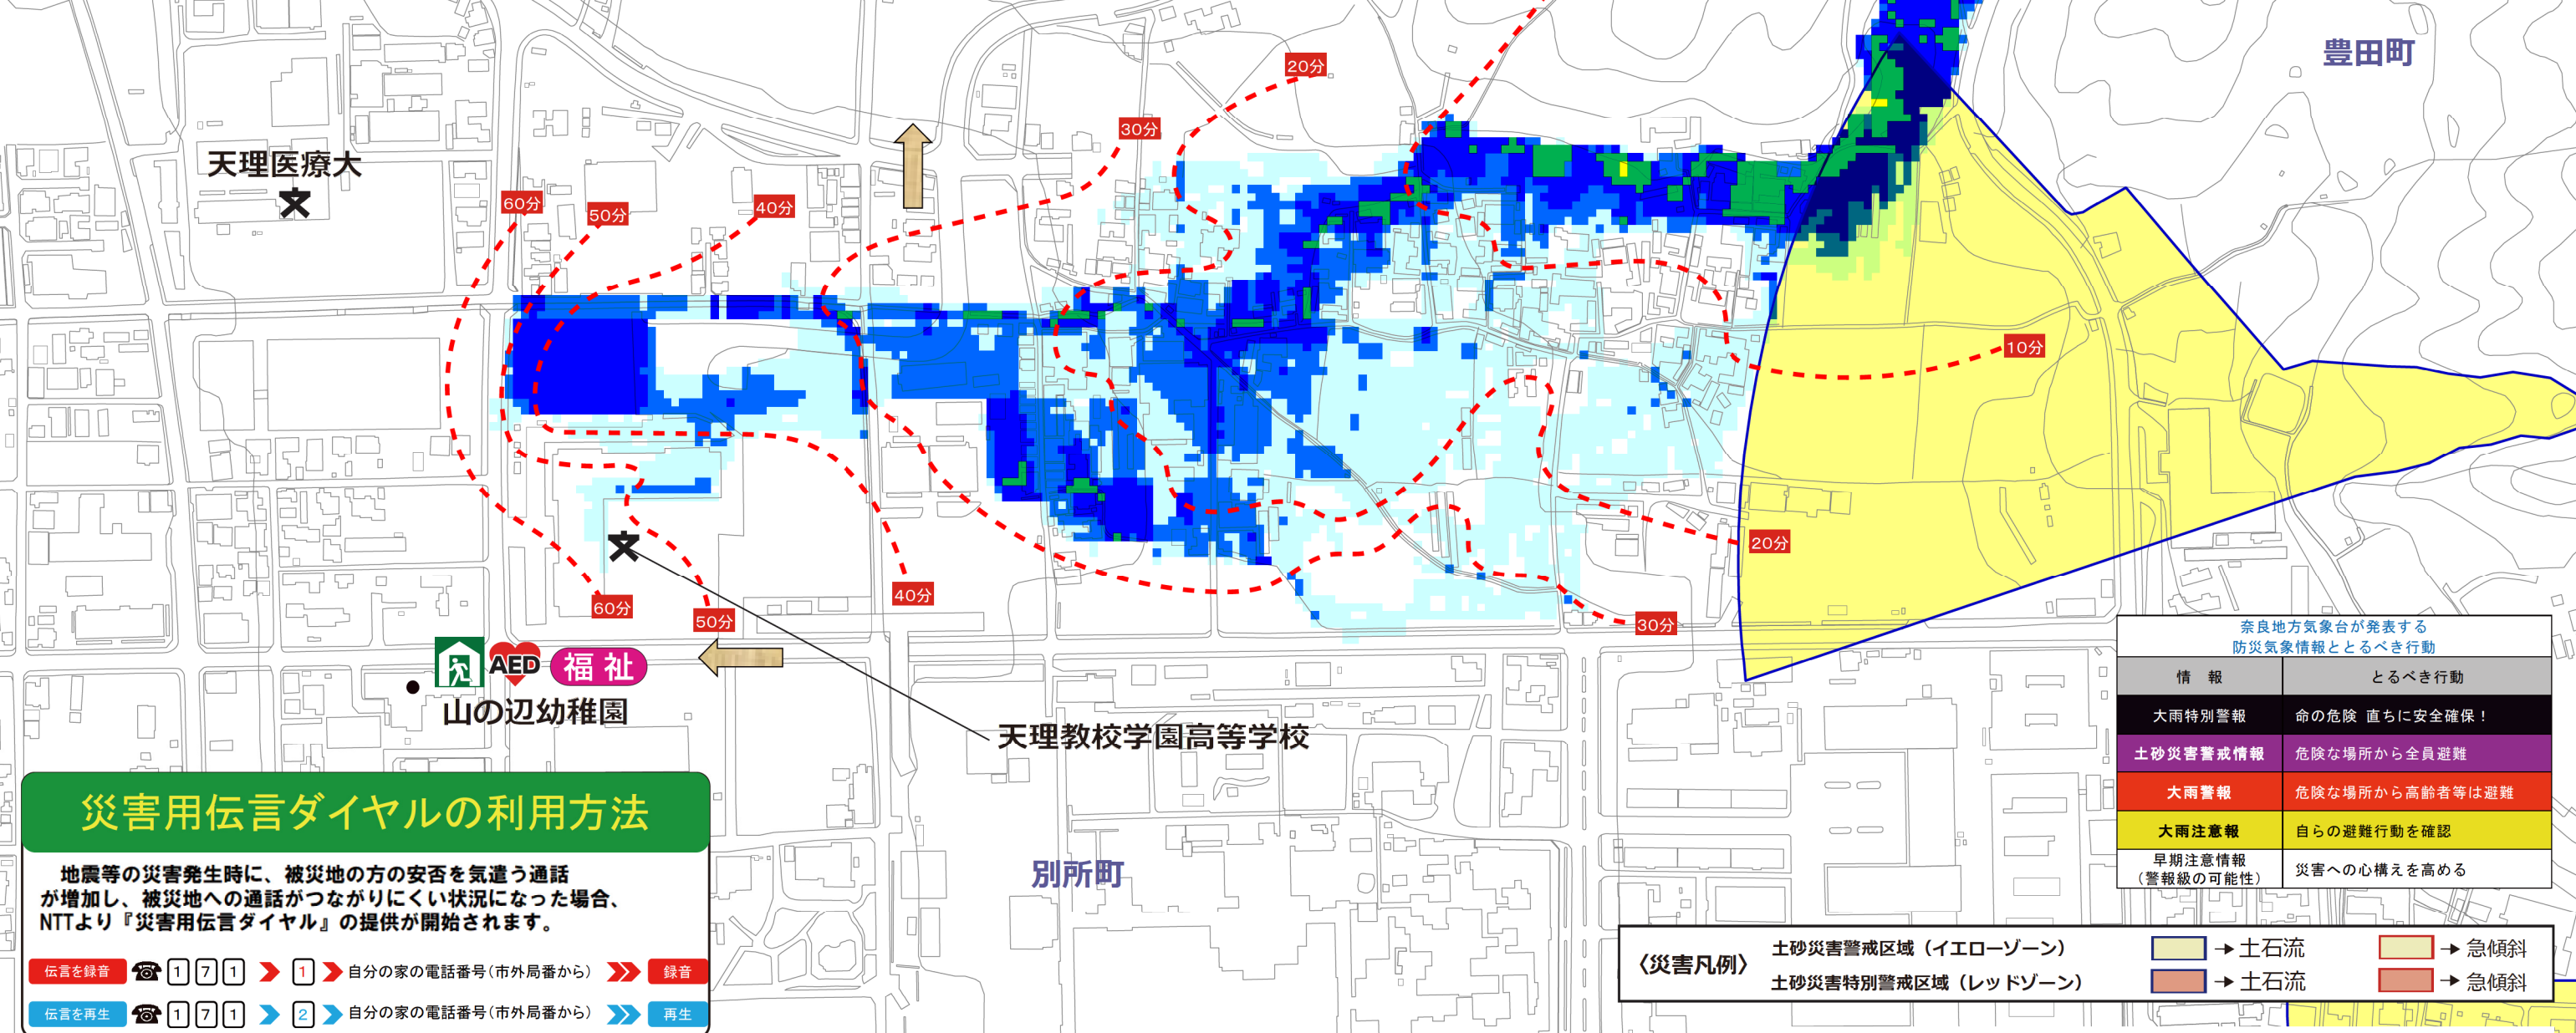 豊田町
20分
30分
天理医療大
60分
50分
40分
10分
20分
60分
50分
40分
30分
AED
福祉
山の辺幼稚園
天理教校学園高等学校
別所町
奈良地方気象台が発表する
防災気象情報ととるべき行動
情 報 とるべき行動
大雨特別警報 命の危険 直ちに安全確保！
土砂災害警戒情報 危険な場所から全員避難
大雨警報 危険な場所から高齢者等は避難
大雨注意報 自らの避難行動を確認
早期注意情報
（警報級の可能性） 災害への心構えを高める
災害用伝言ダイヤルの利用方法
地震等の災害発生時に、被災地の方の安否を気遣う通話
が増加し、被災地への通話がつながりにくい状況になった場合、
NTTより『災害用伝言ダイヤル』の提供が開始されます。
伝言を録音 ☎ 1 7 1 1 自分の家の電話番号（市外局番から） 録音
伝言を再生 ☎ 1 7 1 2 自分の家の電話番号（市外局番から） 再生
〈災害凡例〉
土砂災害警戒区域（イエローゾーン） →土石流 →急傾斜
土砂災害特別警戒区域（レッドゾーン） →土石流 →急傾斜